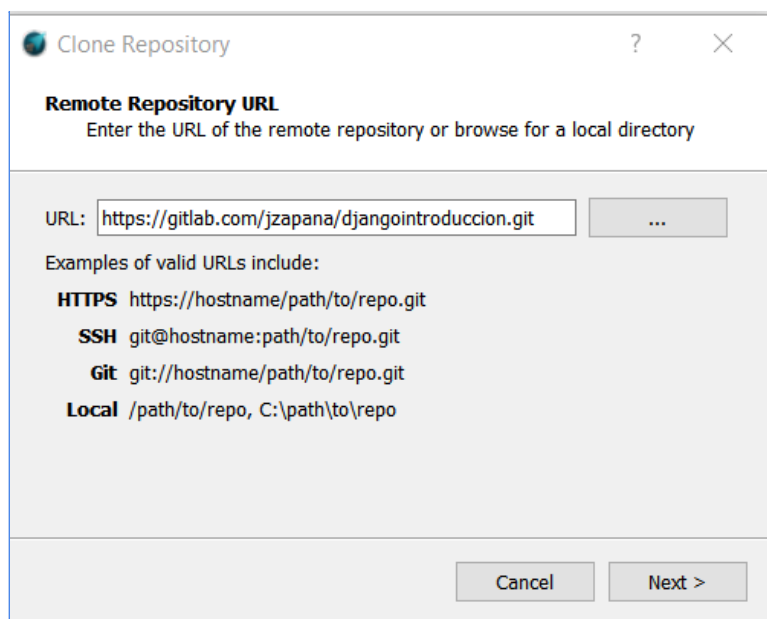 Clone Repository ? ×
Remote Repository URL
Enter the URL of the remote repository or browse for a local directory
URL: https://gitlab.com/jzapana/djangointroduccion.git ...
Examples of valid URLs include:
HTTPS https://hostname/path/to/repo.git
SSH git@hostname:path/to/repo.git
Git git://hostname/path/to/repo.git
Local /path/to/repo, C:\path\to\repo
Cancel Next >